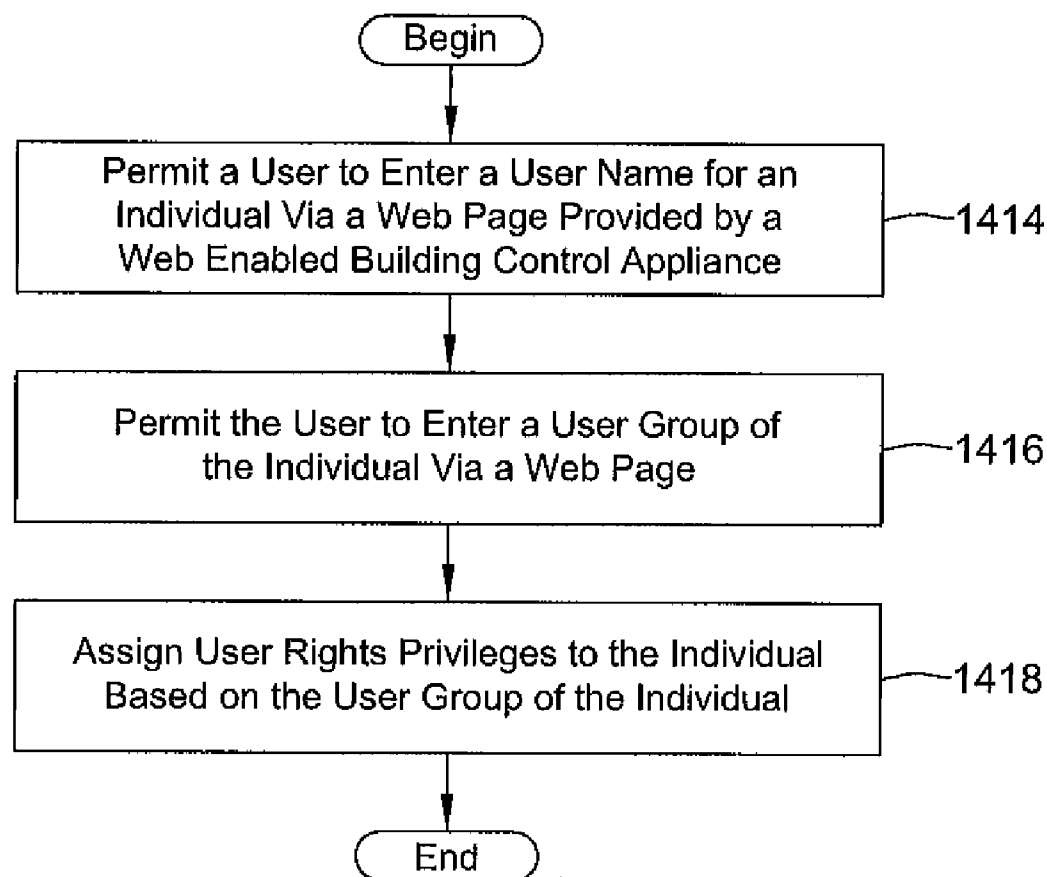 Begin
Permit a User to Enter a User Name for an
Individual Via a Web Page Provided by a
Web Enabled Building Control Appliance
1414
Permit the User to Enter a User Group of
the Individual Via a Web Page
1416
Assign User Rights Privileges to the Individual
Based on the User Group of the Individual
1418
End